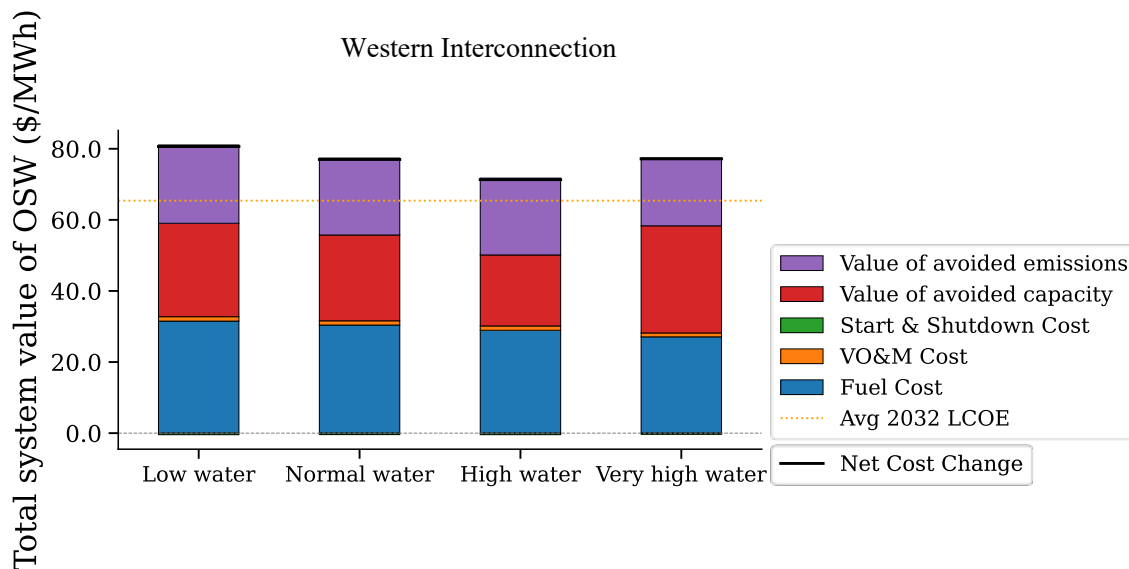 Western Interconnection
Total system value of OSW ($/MWh)
80.0
60.0
40.0
20.0
0.0
Low water
Normal water
High water
Very high water
Value of avoided emissions
Value of avoided capacity
Start & Shutdown Cost
VO&M Cost
Fuel Cost
Avg 2032 LCOE
Net Cost Change